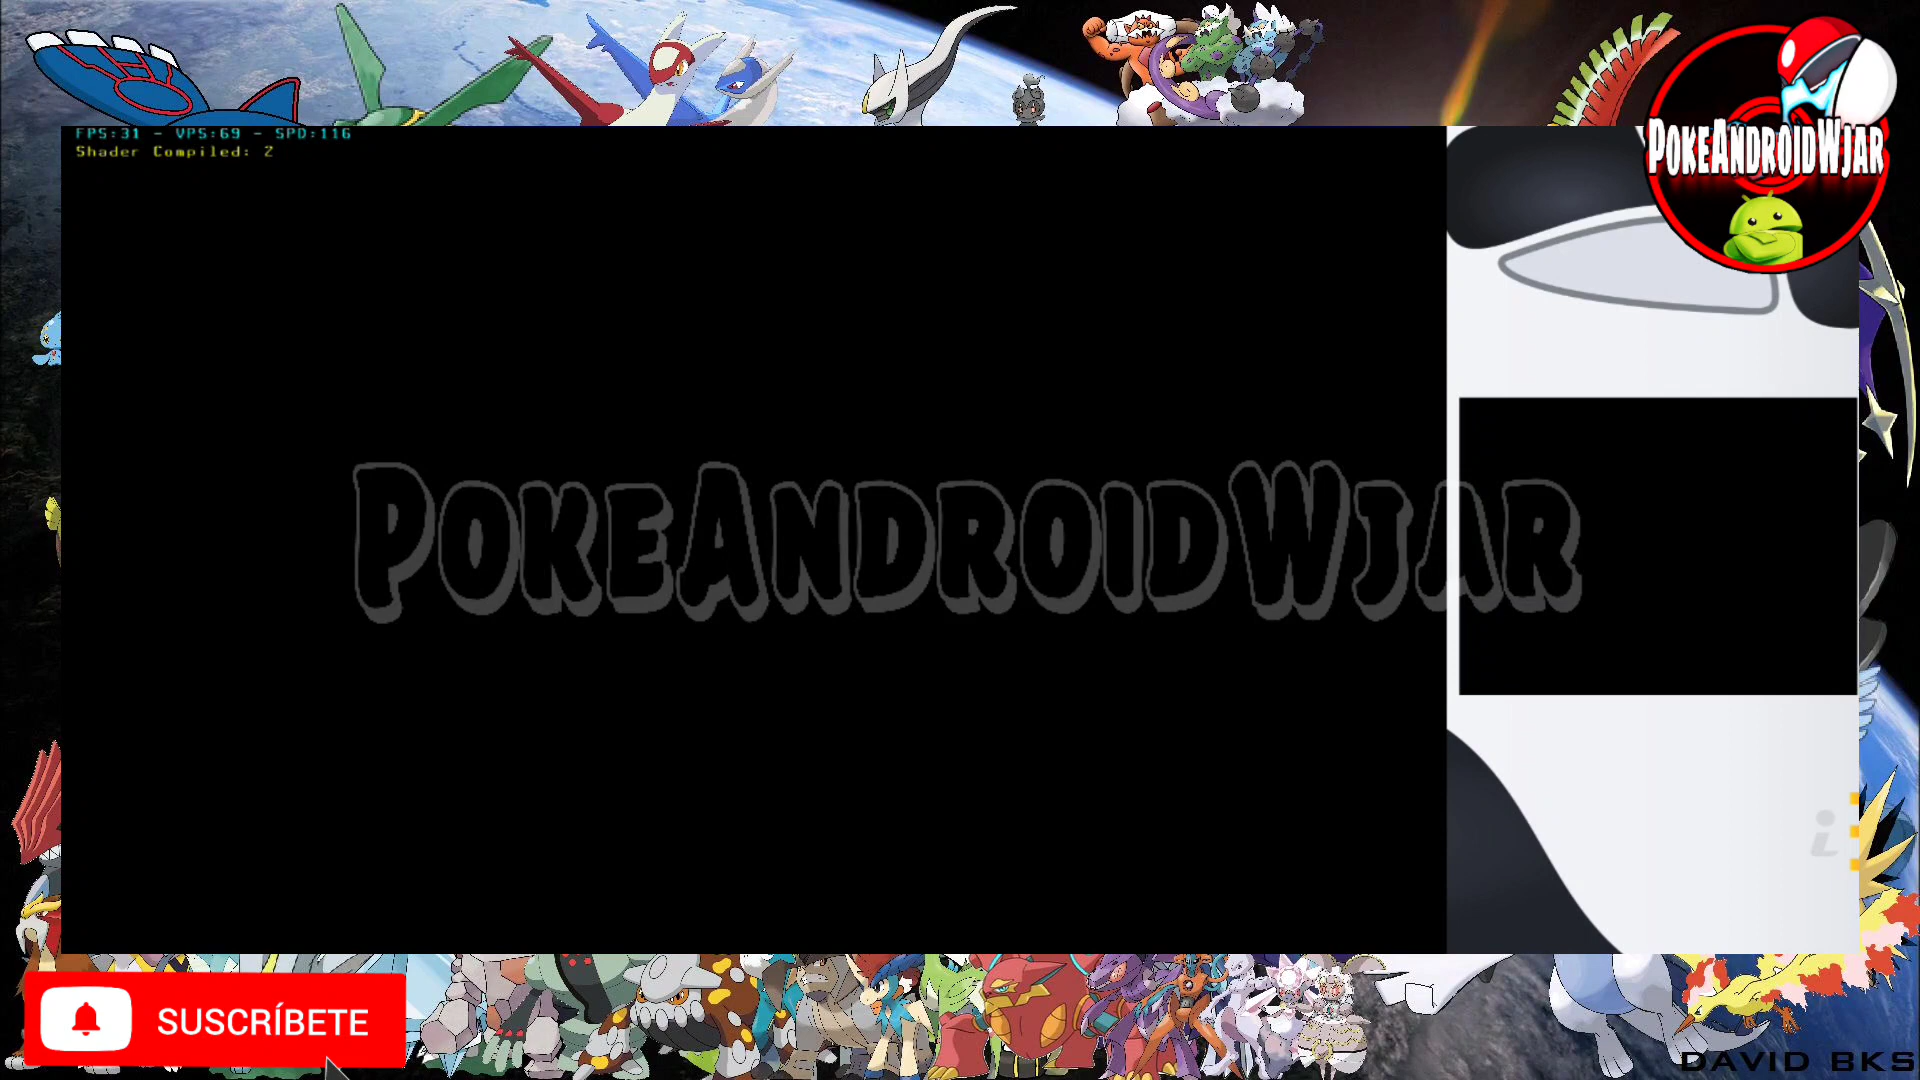 FPS:31 - VPS:69 - SPD:116
Shader Compiled: 2
POKEANDROIDWJAR
POKEANDROIDWJAR
i
SUSCRÍBETE
DAVID BKS